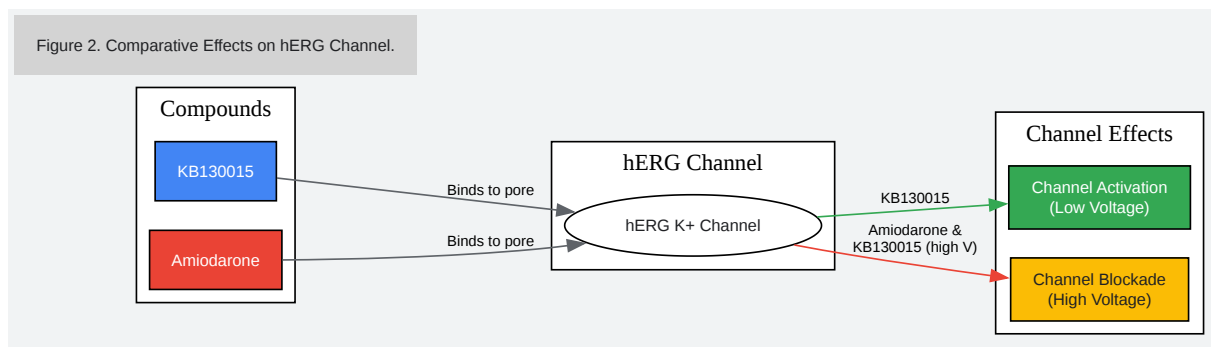 Figure 2. Comparative Effects on hERG Channel.
Compounds
KB130015
Amiodarone
Binds to pore
Binds to pore
hERG Channel
hERG K+ Channel
KB130015
Amiodarone &
KB130015 (high V)
Channel Effects
Channel Activation
(Low Voltage)
Channel Blockade
(High Voltage)